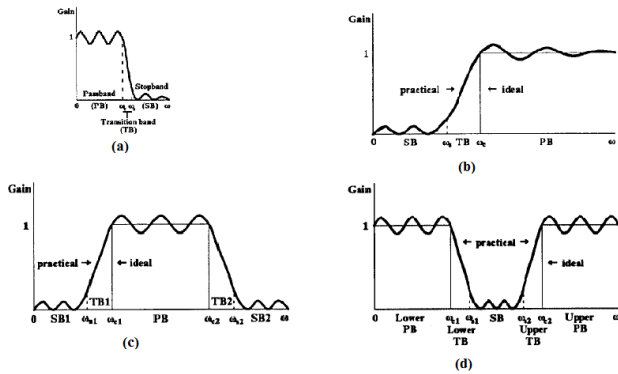 Gain
1
Passband
Stopband
0
(PB)
(SB)
ω
Transition band
(TB)
(a)
Gain
1
practical
ideal
0
SB
ωs
TB
ωc
PB
ω
(b)
Gain
1
practical
ideal
TB1
TB2
0
SB1
ωs1
ωc1
PB
ωc2
ωs2
SB2
ω
(c)
Gain
1
practical
ideal
0
Lower
PB
ωc1
ωs1
Lower
TB
SB
ωs2
ωc2
Upper
TB
Upper
PB
ω
(d)